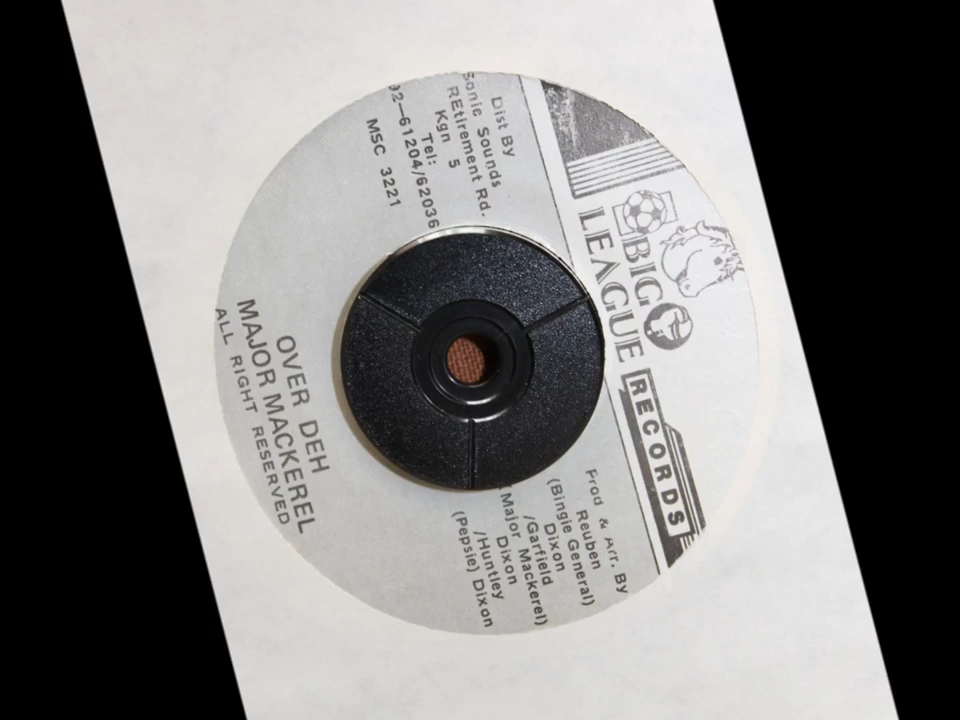 BIG
LEAGUE
RECORDS
Dist By
Sonic Sounds
REtirement Rd.
Kgn 5
Tel:
92—61204/62036
MSC 3221
Prod & Arr. By
Reuben
(Bingie General)
Dixon
/Garfield
(Major Mackerel)
Dixon
/Huntley
(Pepsie) Dixon
OVER DEH
MAJOR MACKEREL
ALL RIGHT RESERVED